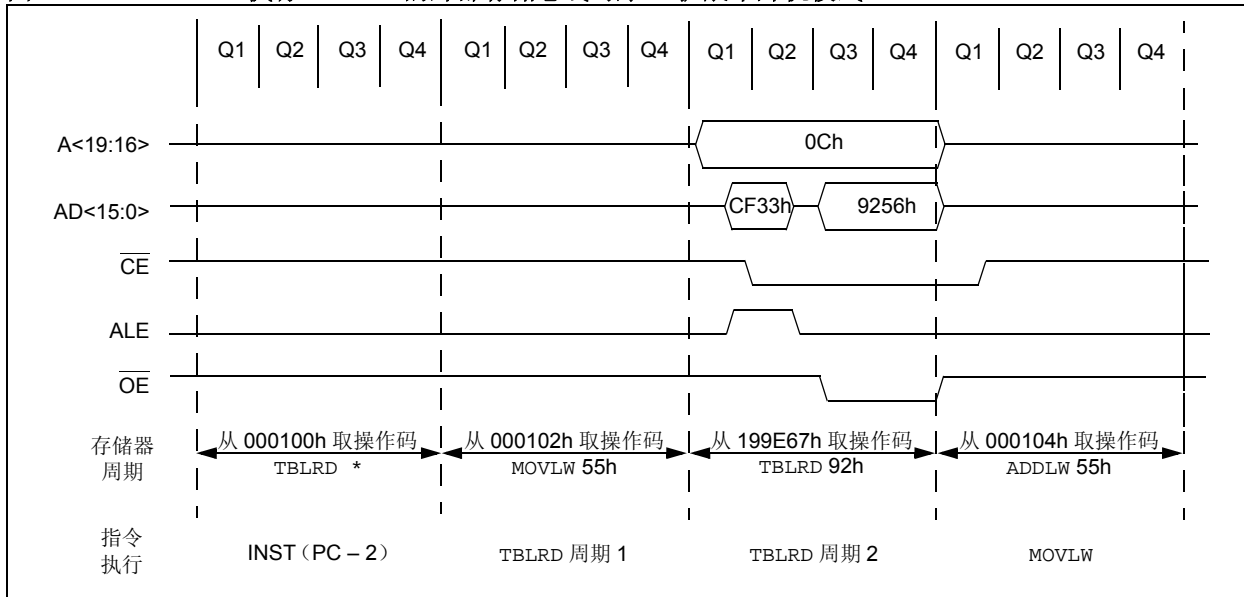 Q1 Q2 Q3 Q4 Q1 Q2 Q3 Q4 Q1 Q2 Q3 Q4 Q1 Q2 Q3 Q4
A<19:16> 0Ch
AD<15:0> CF33h 9256h
CE
ALE
OE
存储器
周期
从 000100h 取操作码
TBLRD *
从 000102h 取操作码
MOVLW 55h
从 199E67h 取操作码
TBLRD 92h
从 000104h 取操作码
ADDLW 55h
指令
执行
INST（PC – 2）
TBLRD 周期 1
TBLRD 周期 2
MOVLW